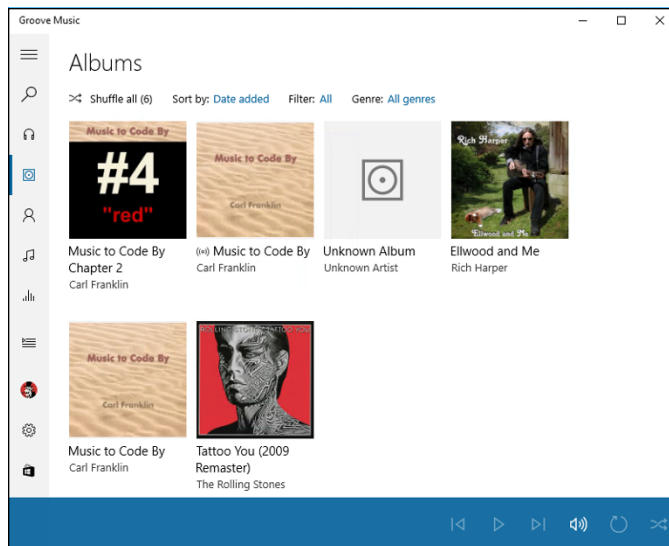 Groove Music
Albums
Shuffle all (6) Sort by: Date added Filter: All Genre: All genres
Music to Code By
#4
"red"
Music to Code By
Chapter 2
Carl Franklin
Music to Code By
Carl Franklin
Music to Code By
Carl Franklin
Unknown Album
Unknown Artist
Rich Harper
Ellwood and Me
Ellwood and Me
Rich Harper
Music to Code By
Carl Franklin
Music to Code By
Carl Franklin
ROLLING STONES / TATTOO YOU
Tattoo You (2009
Remaster)
The Rolling Stones